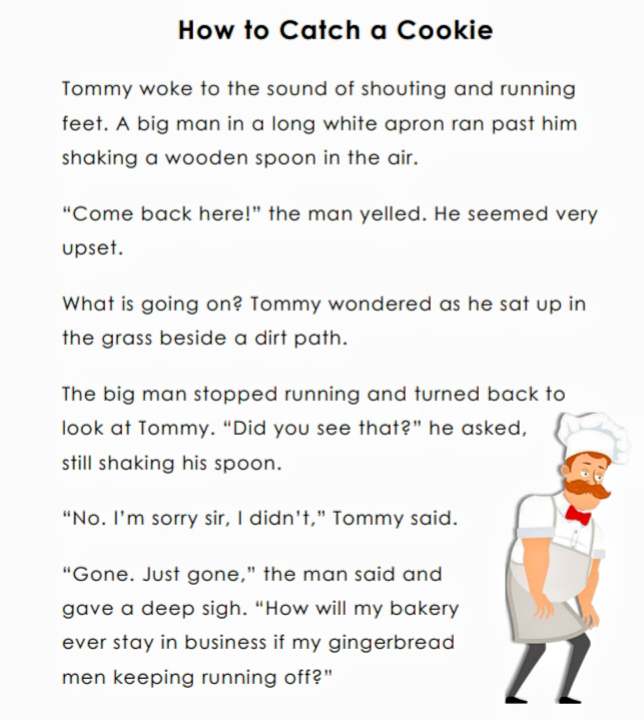 How to Catch a Cookie
Tommy woke to the sound of shouting and running
feet. A big man in a long white apron ran past him
shaking a wooden spoon in the air.
“Come back here!” the man yelled. He seemed very
upset.
What is going on? Tommy wondered as he sat up in
the grass beside a dirt path.
The big man stopped running and turned back to
look at Tommy. “Did you see that?” he asked,
still shaking his spoon.
“No. I'm sorry sir, I didn't,” Tommy said.
“Gone. Just gone,” the man said and
gave a deep sigh. “How will my bakery
ever stay in business if my gingerbread
men keeping running off?”